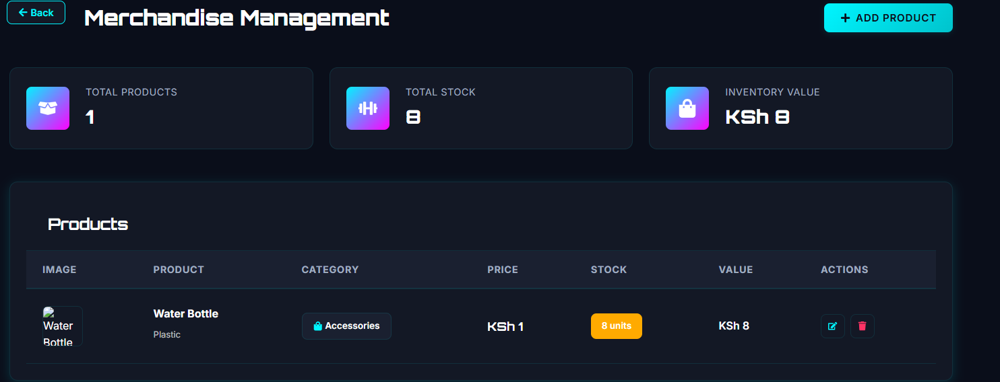 Back
Merchandise Management
ADD PRODUCT
TOTAL PRODUCTS
1
TOTAL STOCK
8
INVENTORY VALUE
KSh 8
Products
IMAGE PRODUCT CATEGORY PRICE STOCK VALUE ACTIONS
Water Bottle
Water Bottle
Plastic
Accessories
KSh 1
8 units
KSh 8